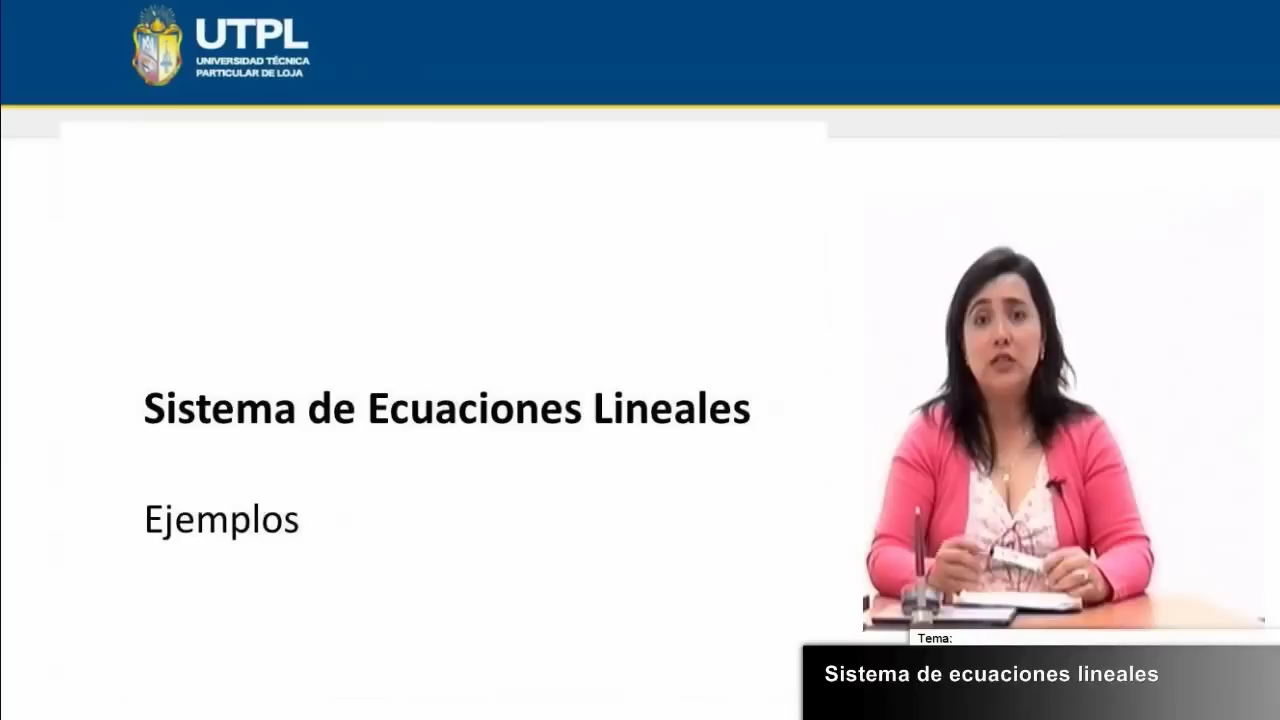 UTPL
UNIVERSIDAD TÉCNICA
PARTICULAR DE LOJA
Sistema de Ecuaciones Lineales
Ejemplos
Tema:
Sistema de ecuaciones lineales